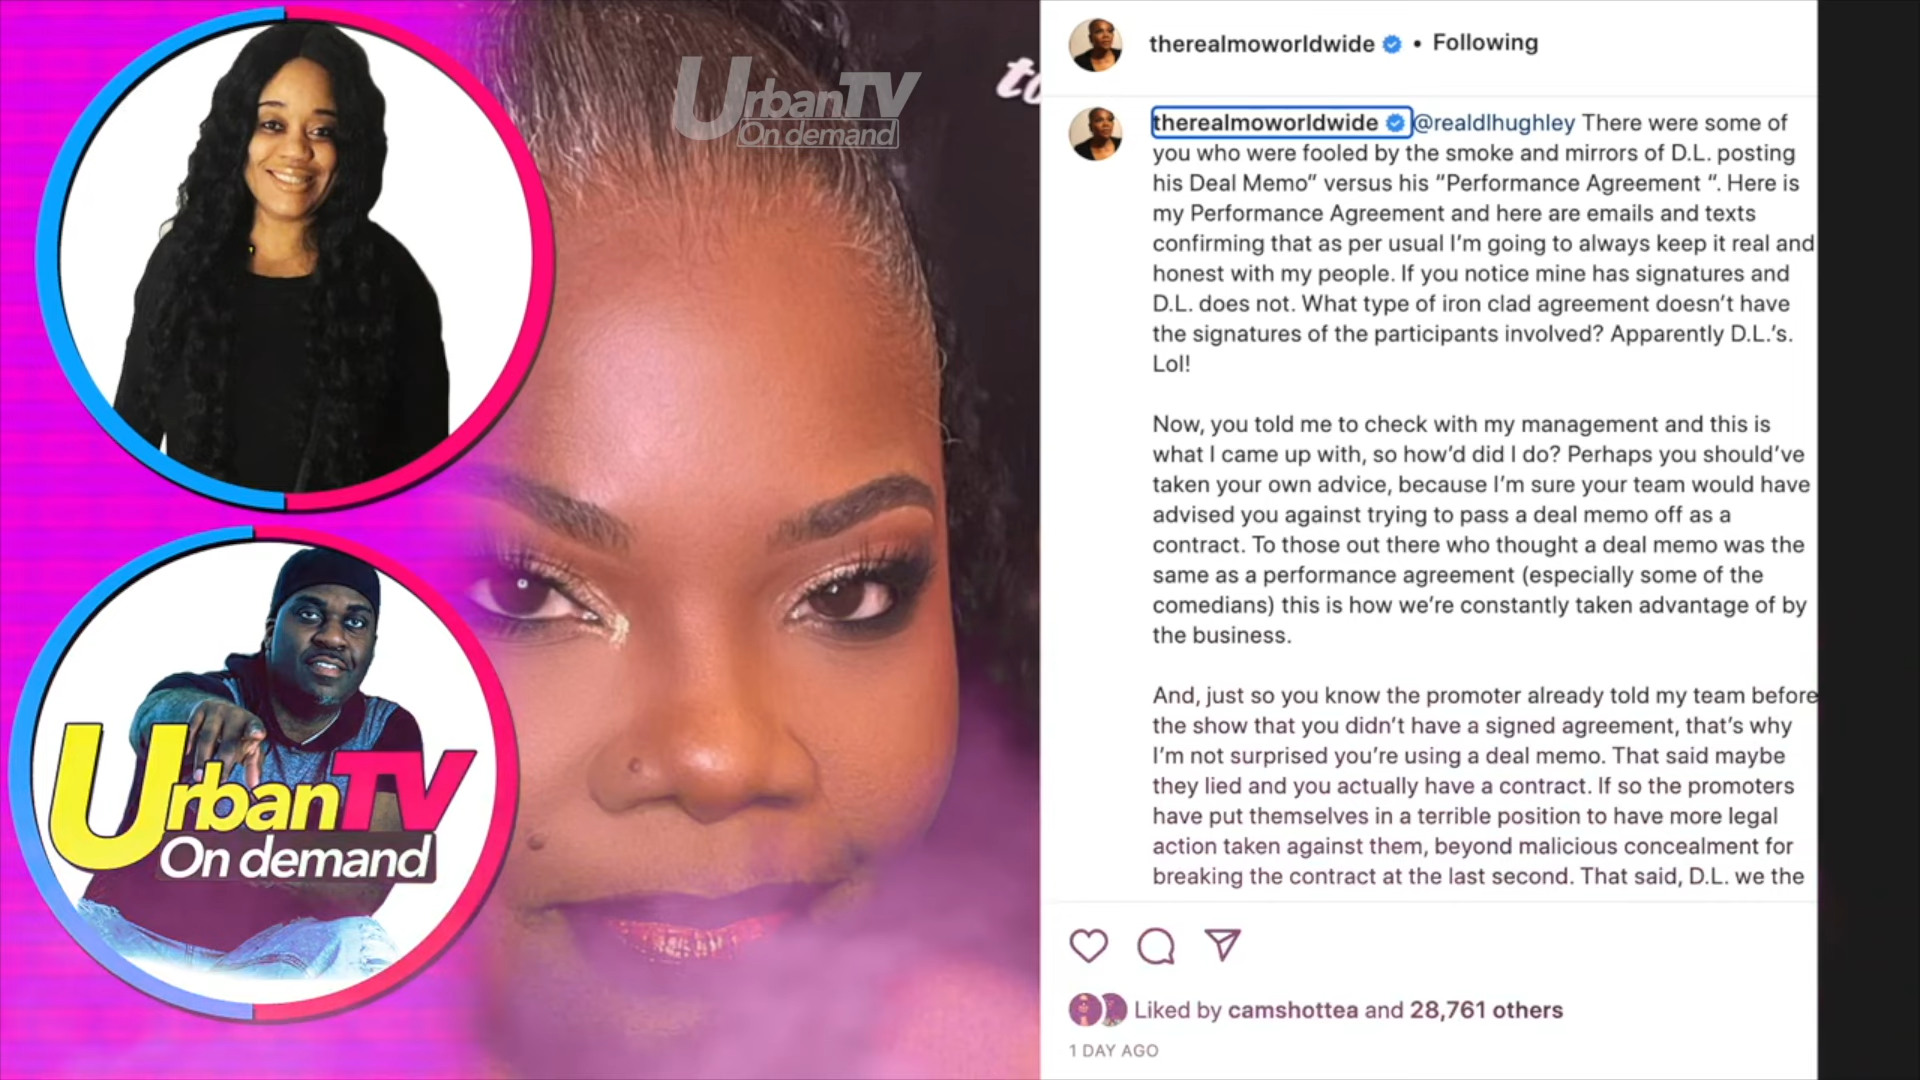 UrbanTV
On demand
UrbanTV
On demand
therealmoworldwide • Following
therealmoworldwide @realdlhughley There were some of
you who were fooled by the smoke and mirrors of D.L. posting
his Deal Memo” versus his “Performance Agreement “. Here is
my Performance Agreement and here are emails and texts
confirming that as per usual I’m going to always keep it real and
honest with my people. If you notice mine has signatures and
D.L. does not. What type of iron clad agreement doesn’t have
the signatures of the participants involved? Apparently D.L.’s.
Lol!
Now, you told me to check with my management and this is
what I came up with, so how’d did I do? Perhaps you should’ve
taken your own advice, because I’m sure your team would have
advised you against trying to pass a deal memo off as a
contract. To those out there who thought a deal memo was the
same as a performance agreement (especially some of the
comedians) this is how we’re constantly taken advantage of by
the business.
And, just so you know the promoter already told my team before
the show that you didn’t have a signed agreement, that’s why
I’m not surprised you’re using a deal memo. That said maybe
they lied and you actually have a contract. If so the promoters
have put themselves in a terrible position to have more legal
action taken against them, beyond malicious concealment for
breaking the contract at the last second. That said, D.L. we the
Liked by camshottea and 28,761 others
1 DAY AGO